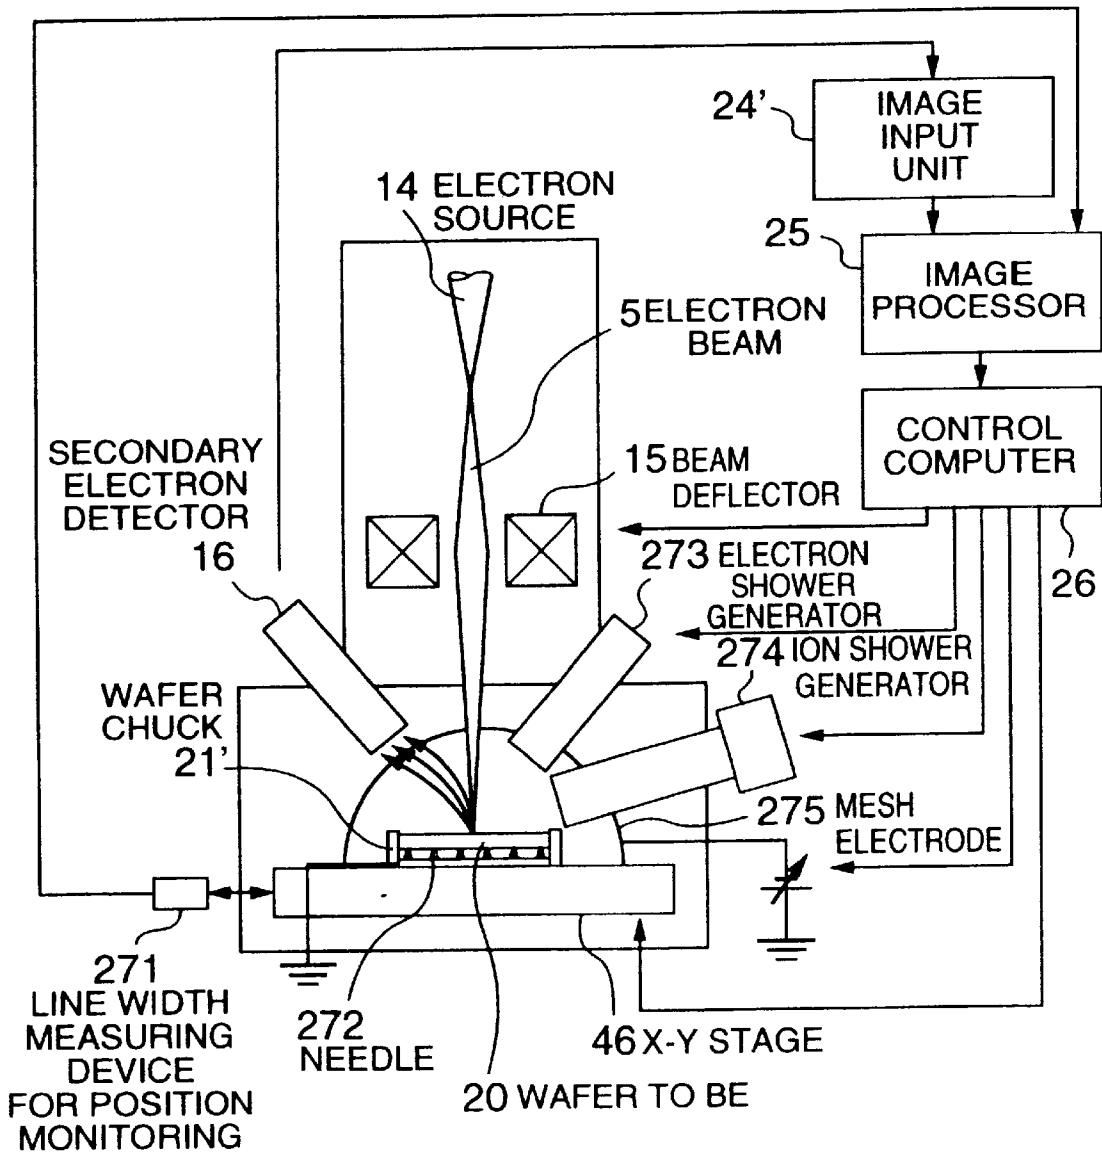 24'
IMAGE
INPUT
UNIT
14 ELECTRON
SOURCE
25
IMAGE
PROCESSOR
5 ELECTRON
BEAM
CONTROL
COMPUTER
26
SECONDARY
ELECTRON
DETECTOR
16
15 BEAM
DEFLECTOR
273 ELECTRON
SHOWER
GENERATOR
274 ION SHOWER
GENERATOR
WAFER
CHUCK
21'
275 MESH
ELECTRODE
271
LINE WIDTH
MEASURING
DEVICE
FOR POSITION
MONITORING
272
NEEDLE
46 X-Y STAGE
20 WAFER TO BE